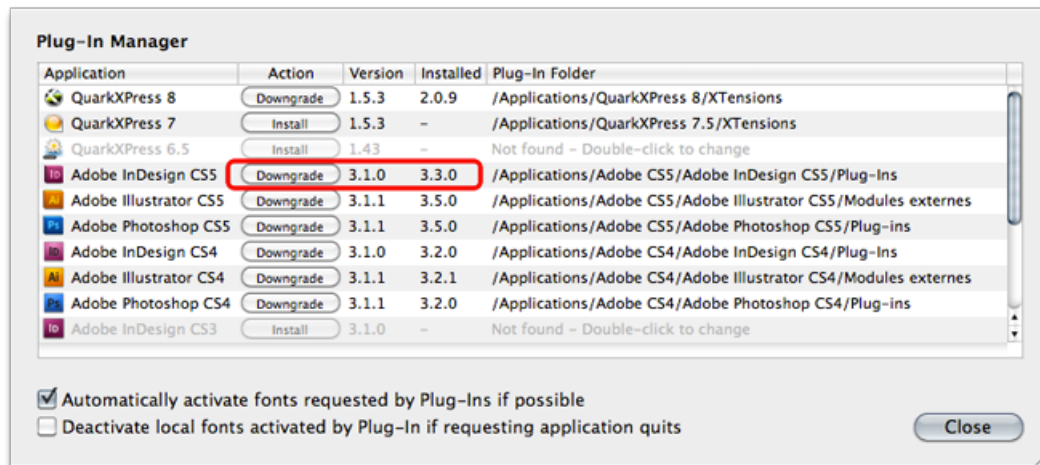 Plug-In Manager
Application Action Version Installed Plug-In Folder
QuarkXPress 8 Downgrade 1.5.3 2.0.9 /Applications/QuarkXPress 8/XTensions
QuarkXPress 7 Install 1.5.3 – /Applications/QuarkXPress 7.5/XTensions
QuarkXPress 6.5 Install 1.43 – Not found – Double-click to change
ID Adobe InDesign CS5 Downgrade 3.1.0 3.3.0 /Applications/Adobe CS5/Adobe InDesign CS5/Plug-Ins
Ai Adobe Illustrator CS5 Downgrade 3.1.1 3.5.0 /Applications/Adobe CS5/Adobe Illustrator CS5/Modules externes
Ps Adobe Photoshop CS5 Downgrade 3.1.1 3.5.0 /Applications/Adobe CS5/Adobe Photoshop CS5/Plug-ins
ID Adobe InDesign CS4 Downgrade 3.1.0 3.2.0 /Applications/Adobe CS4/Adobe InDesign CS4/Plug-Ins
Ai Adobe Illustrator CS4 Downgrade 3.1.1 3.2.1 /Applications/Adobe CS4/Adobe Illustrator CS4/Modules externes
Ps Adobe Photoshop CS4 Downgrade 3.1.1 3.2.0 /Applications/Adobe CS4/Adobe Photoshop CS4/Plug-ins
ID Adobe InDesign CS3 Install 3.1.0 – Not found – Double-click to change
Automatically activate fonts requested by Plug-Ins if possible
Deactivate local fonts activated by Plug-In if requesting application quits
Close